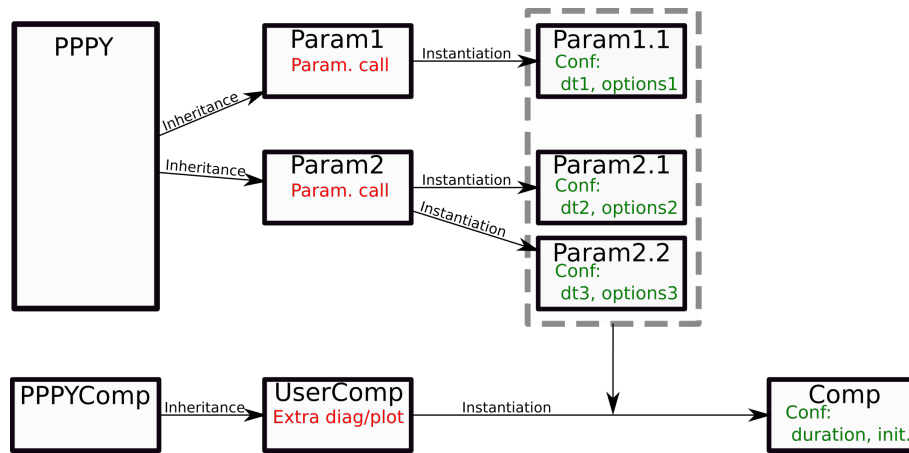 PPPY
Inheritance
Inheritance
Param1
Param. call
Instantiation
Param1.1
Conf:
dt1, options1
Param2
Param. call
Instantiation
Instantiation
Param2.1
Conf:
dt2, options2
Param2.2
Conf:
dt3, options3
PPPYComp
Inheritance
UserComp
Extra diag/plot
Instantiation
Comp
Conf:
duration, init.